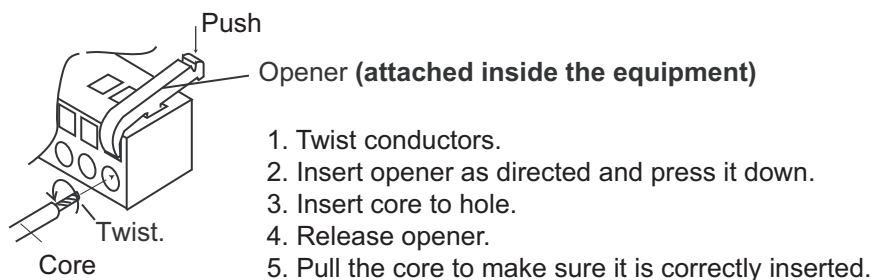 Push
Opener (attached inside the equipment)
1. Twist conductors.
2. Insert opener as directed and press it down.
3. Insert core to hole.
4. Release opener.
5. Pull the core to make sure it is correctly inserted.
Twist.
Core